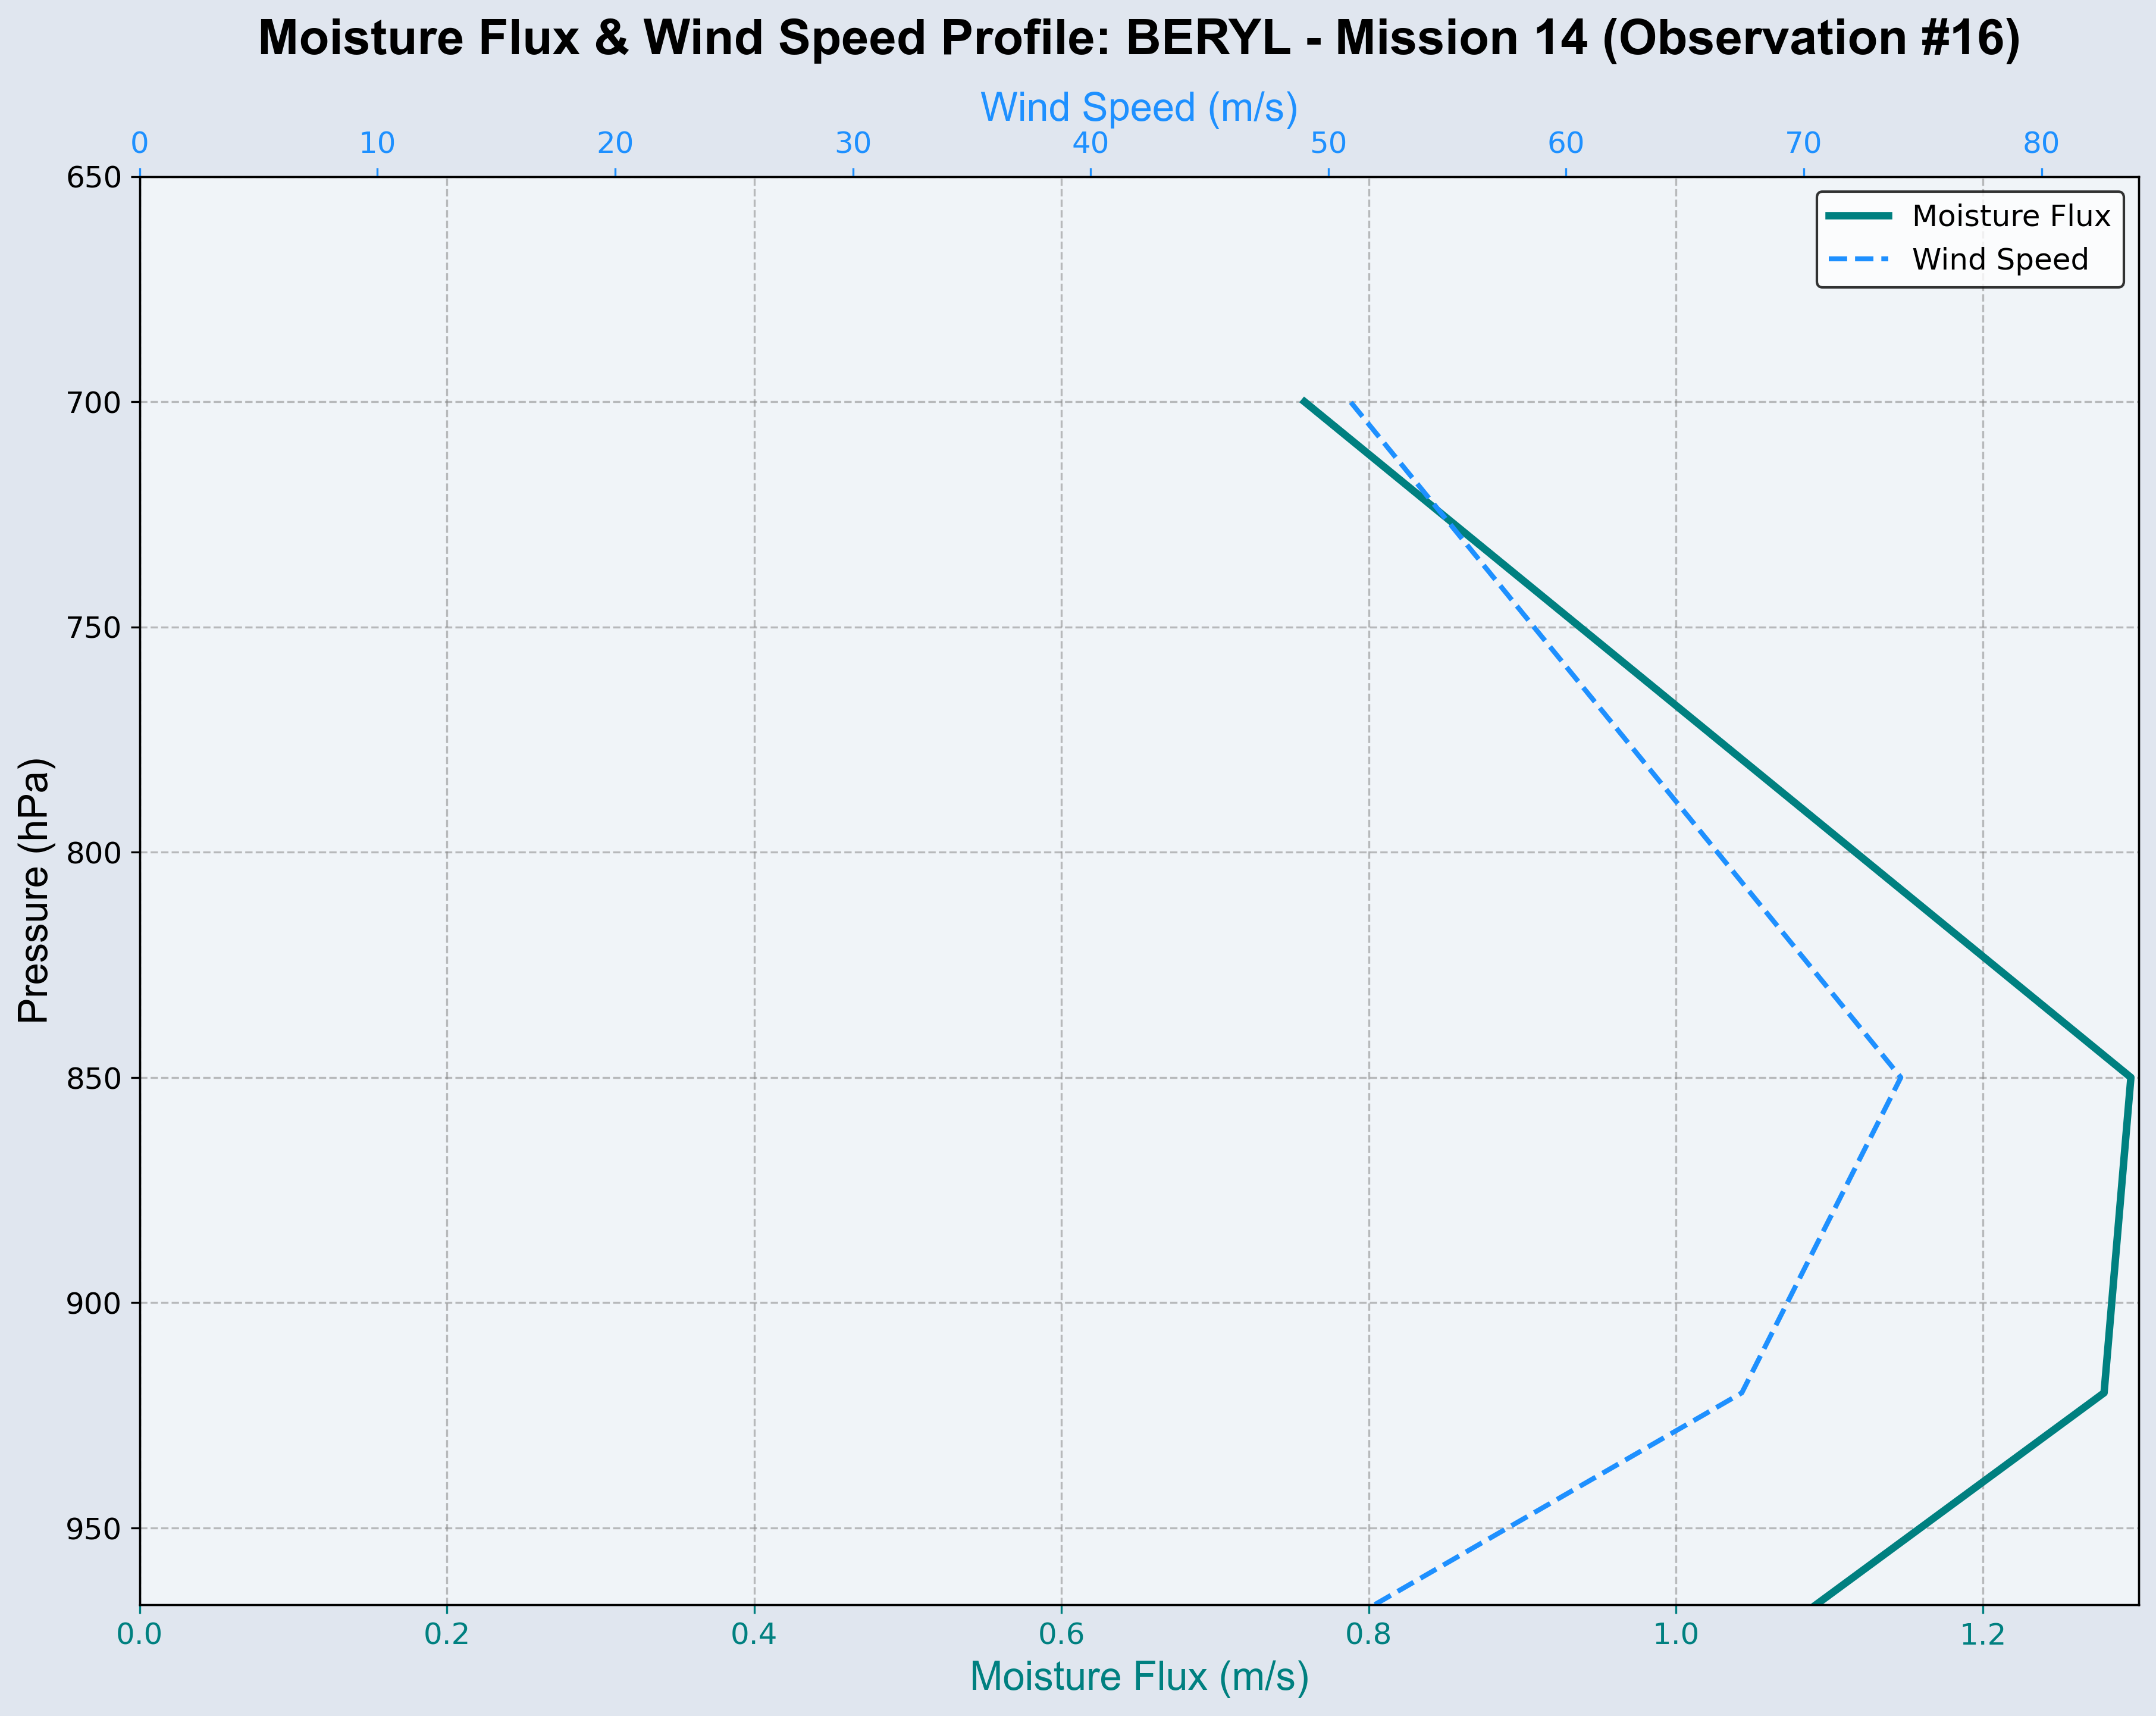 Moisture Flux & Wind Speed Profile: BERYL - Mission 14 (Observation #16)
Wind Speed (m/s)
0 10 20 30 40 50 60 70 80
Moisture Flux
Wind Speed
Pressure (hPa)
650
700
750
800
850
900
950
0.0 0.2 0.4 0.6 0.8 1.0 1.2
Moisture Flux (m/s)